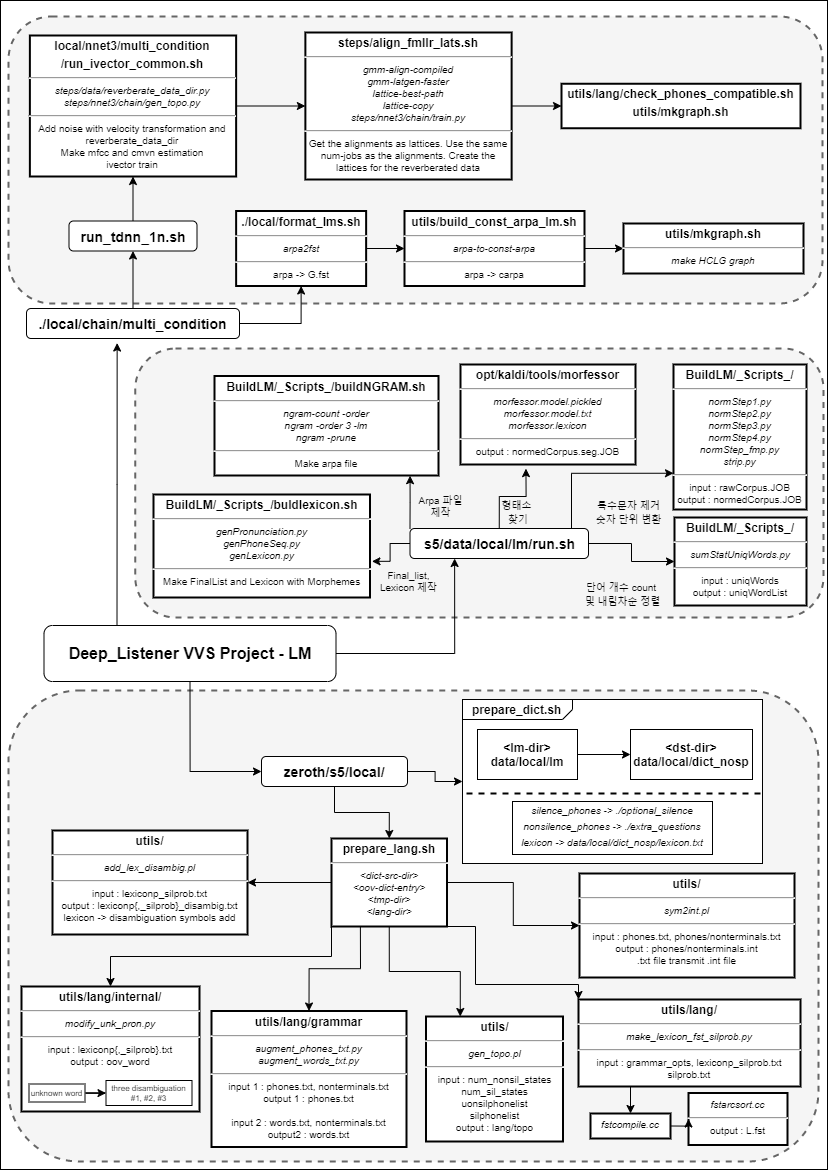 local/nnet3/multi_condition
/run_ivector_common.sh
steps/data/reverberate_data_dir.py
steps/nnet3/chain/gen_topo.py
Add noise with velocity transformation and
reverberate_data_dir
Make mfcc and cmvn estimation
ivector train
steps/align_fmllr_lats.sh
gmm-align-compiled
gmm-latgen-faster
lattice-best-path
lattice-copy
steps/nnet3/chain/train.py
Get the alignments as lattices. Use the same
num-jobs as the alignments. Create the
lattices for the reverberated data
utils/lang/check_phones_compatible.sh
utils/mkgraph.sh
run_tdnn_1n.sh
./local/format_lms.sh
arpa2fst
arpa -> G.fst
utils/build_const_arpa_lm.sh
arpa-to-const-arpa
arpa -> carpa
utils/mkgraph.sh
make HCLG graph
./local/chain/multi_condition
BuildLM/_Scripts_/buildNGRAM.sh
ngram-count -order
ngram -order 3 -lm
ngram -prune
Make arpa file
opt/kaldi/tools/morfessor
morfessor.model.pickled
morfessor.model.txt
morfessor.lexicon
output : normedCorpus.seg.JOB
BuildLM/_Scripts_/
normStep1.py
normStep2.py
normStep3.py
normStep4.py
normStep_fmp.py
strip.py
input : rawCorpus.JOB
output : normedCorpus.JOB
BuildLM/_Scripts_/buldlexicon.sh
genPronunciation.py
genPhoneSeq.py
genLexicon.py
Make FinalList and Lexicon with Morphemes
Arpa 파일
제작
형태소
찾기
특수문자 제거
숫자 단위 변환
s5/data/local/lm/run.sh
Final_list,
Lexicon 제작
단어 개수 count
및 내림차순 정렬
BuildLM/_Scripts_/
sumStatUniqWords.py
input : uniqWords
output : uniqWordList
Deep_Listener VVS Project - LM
zeroth/s5/local/
prepare_dict.sh
<lm-dir>
data/local/lm
<dst-dir>
data/local/dict_nosp
silence_phones -> ./optional_silence
nonsilence_phones -> ./extra_questions
lexicon -> data/local/dict_nosp/lexicon.txt
utils/
add_lex_disambig.pl
input : lexiconp_silprob.txt
output : lexiconp{,_silprob}_disambig.txt
lexicon -> disambiguation symbols add
prepare_lang.sh
<dict-src-dir>
<oov-dict-entry>
<tmp-dir>
<lang-dir>
utils/
sym2int.pl
input : phones.txt, phones/nonterminals.txt
output : phones/nonterminals.int
.txt file transmit .int file
utils/lang/internal/
modify_unk_pron.py
input : lexiconp{,_silprob}.txt
output : oov_word
unknown word
three disambiguation
#1, #2, #3
utils/lang/grammar
augment_phones_txt.py
augment_words_txt.py
input 1 : phones.txt, nonterminals.txt
output 1 : phones.txt
input 2 : words.txt, nonterminals.txt
output2 : words.txt
utils/
gen_topo.pl
input : num_nonsil_states
num_sil_states
uonsilphonelist
silphonelist
output : lang/topo
utils/lang/
make_lexicon_fst_silprob.py
input : grammar_opts, lexiconp_silprob.txt
silprob.txt
fstcompile.cc
fstarcsort.cc
output : L.fst